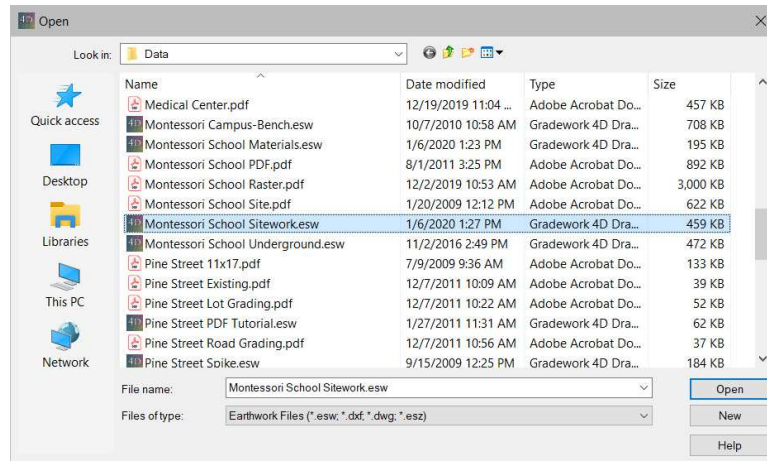 4D Open
Look in: Data
Name Date modified Type Size
Quick access
Desktop
Libraries
This PC
Network
Medical Center.pdf 12/19/2019 11:04 ... Adobe Acrobat Do... 457 KB
4D Montessori Campus-Bench.esw 10/7/2010 10:58 AM Gradework 4D Dra... 708 KB
4D Montessori School Materials.esw 1/6/2020 1:23 PM Gradework 4D Dra... 195 KB
Montessori School PDF.pdf 8/1/2011 3:25 PM Adobe Acrobat Do... 892 KB
Montessori School Raster.pdf 12/2/2019 10:53 AM Adobe Acrobat Do... 3,000 KB
Montessori School Site.pdf 1/20/2009 12:12 PM Adobe Acrobat Do... 622 KB
4D Montessori School Sitework.esw 1/6/2020 1:27 PM Gradework 4D Dra... 459 KB
4D Montessori School Underground.esw 11/2/2016 2:49 PM Gradework 4D Dra... 472 KB
Pine Street 11x17.pdf 7/9/2009 9:36 AM Adobe Acrobat Do... 133 KB
Pine Street Existing.pdf 12/7/2011 10:09 AM Adobe Acrobat Do... 39 KB
Pine Street Lot Grading.pdf 12/7/2011 10:22 AM Adobe Acrobat Do... 52 KB
4D Pine Street PDF Tutorial.esw 1/27/2011 11:31 AM Gradework 4D Dra... 62 KB
Pine Street Road Grading.pdf 12/7/2011 10:56 AM Adobe Acrobat Do... 37 KB
4D Pine Street Spike.esw 9/15/2009 12:25 PM Gradework 4D Dra... 184 KB
File name: Montessori School Sitework.esw Open
Files of type: Earthwork Files (*.esw; *.dxf; *.dwg; *.esz) New
Help